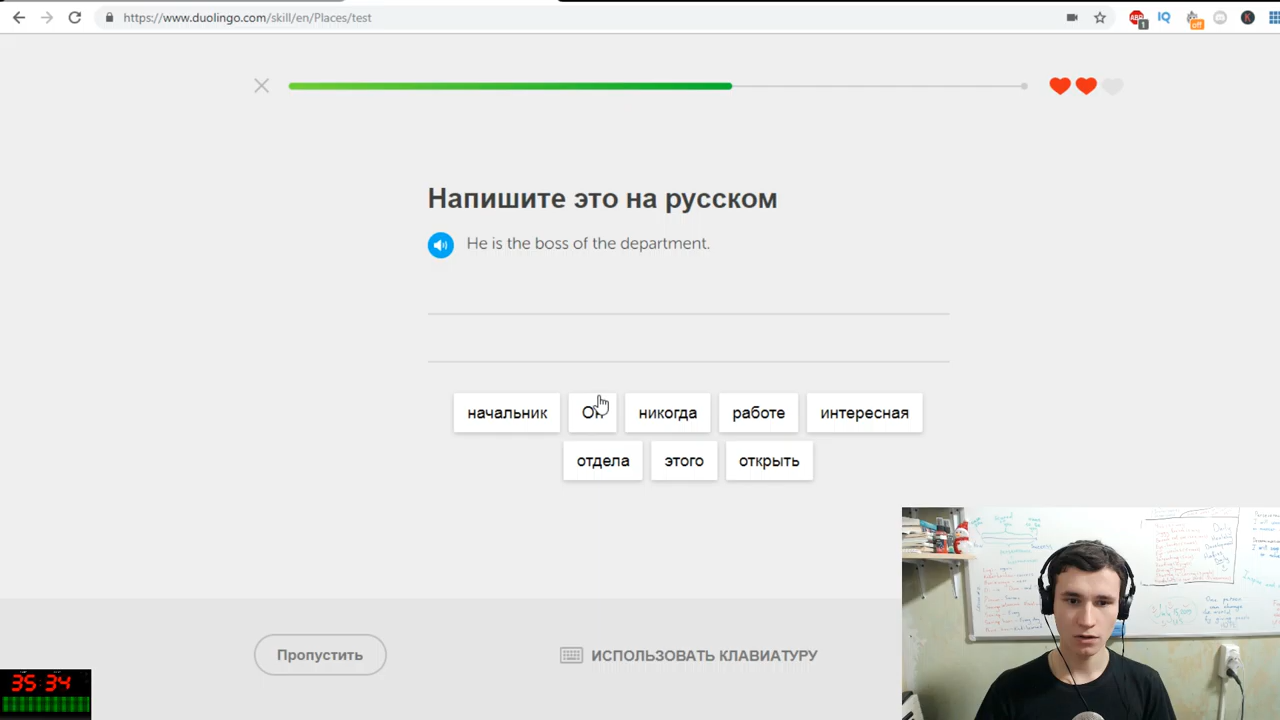 https://www.duolingo.com/skill/en/Places/test
Напишите это на русском
He is the boss of the department.
начальник Он никогда работе интересная
отдела этого открыть
Пропустить
ИСПОЛЬЗОВАТЬ КЛАВИАТУРУ
35 34